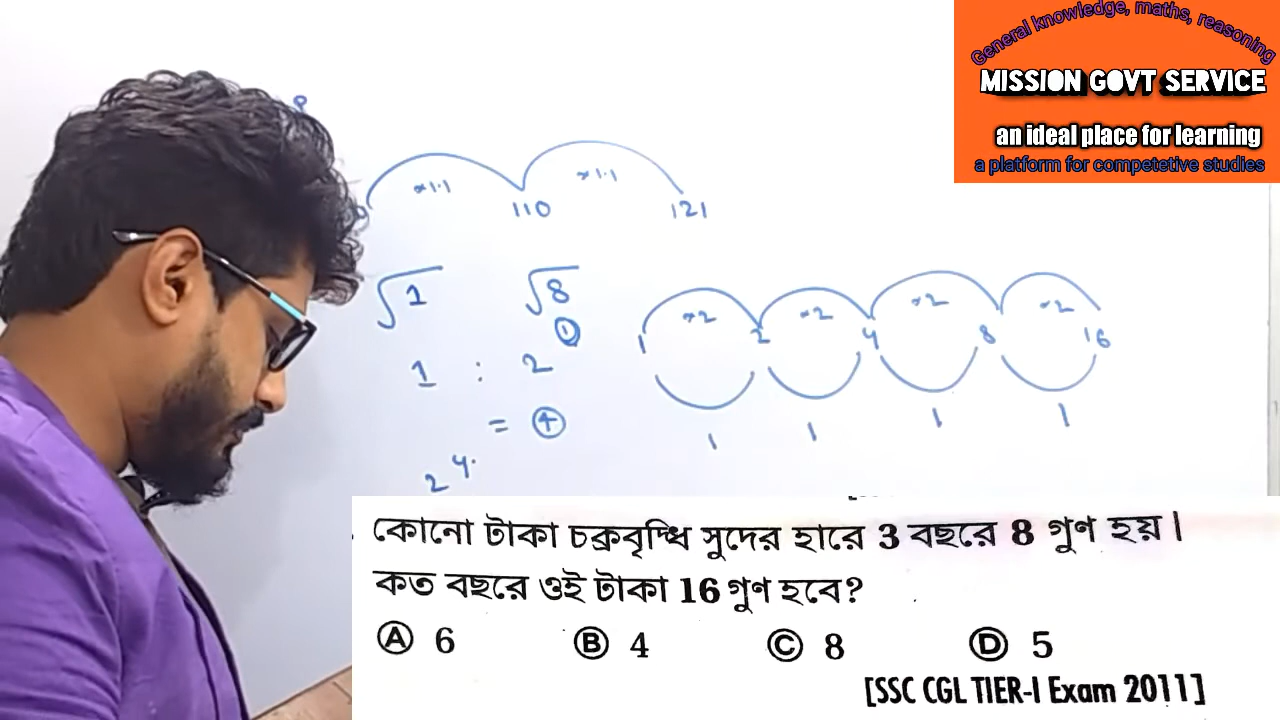 General knowledge, maths, reasoning
MISSION GOVT SERVICE
an ideal place for learning
a platform for competetive studies
8
×1.1 ×1.1
110 121
√1 √8
①
1 : 2
= ④
2⁴·
×2 ×2 ×2 ×2
1 2 4 8 16
1 1 1 1
কোনো টাকা চক্রবৃদ্ধি সুদের হারে 3 বছরে 8 গুণ হয়।
কত বছরে ওই টাকা 16 গুণ হবে?
Ⓐ 6 Ⓑ 4 Ⓒ 8 Ⓓ 5
[SSC CGL TIER-I Exam 2011]